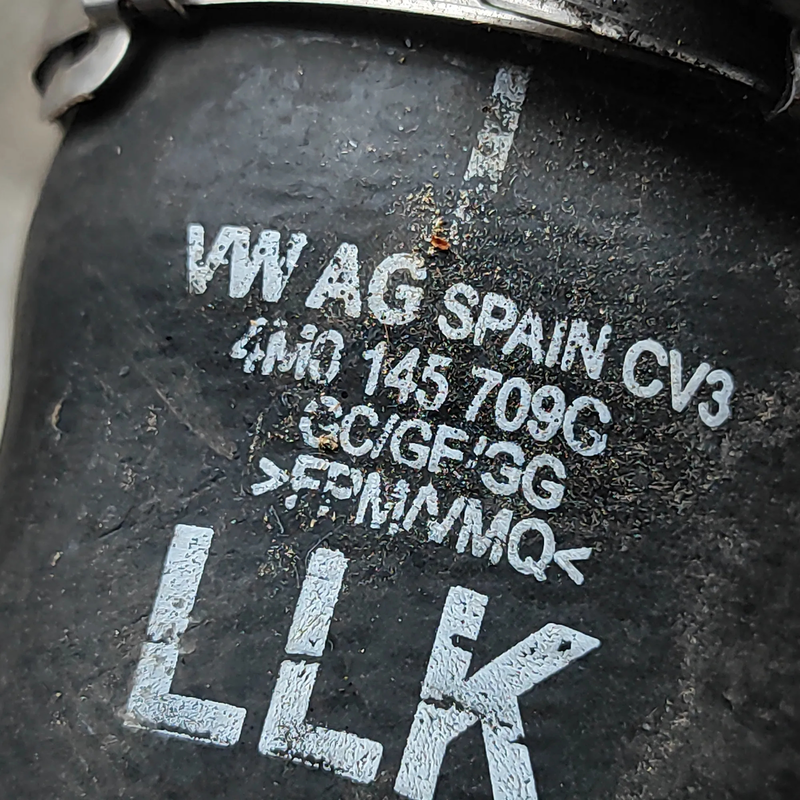 VW AG SPAIN CV3
4M0 145 709G
GC/GF/GG
>FPM/VMQ<
LLK